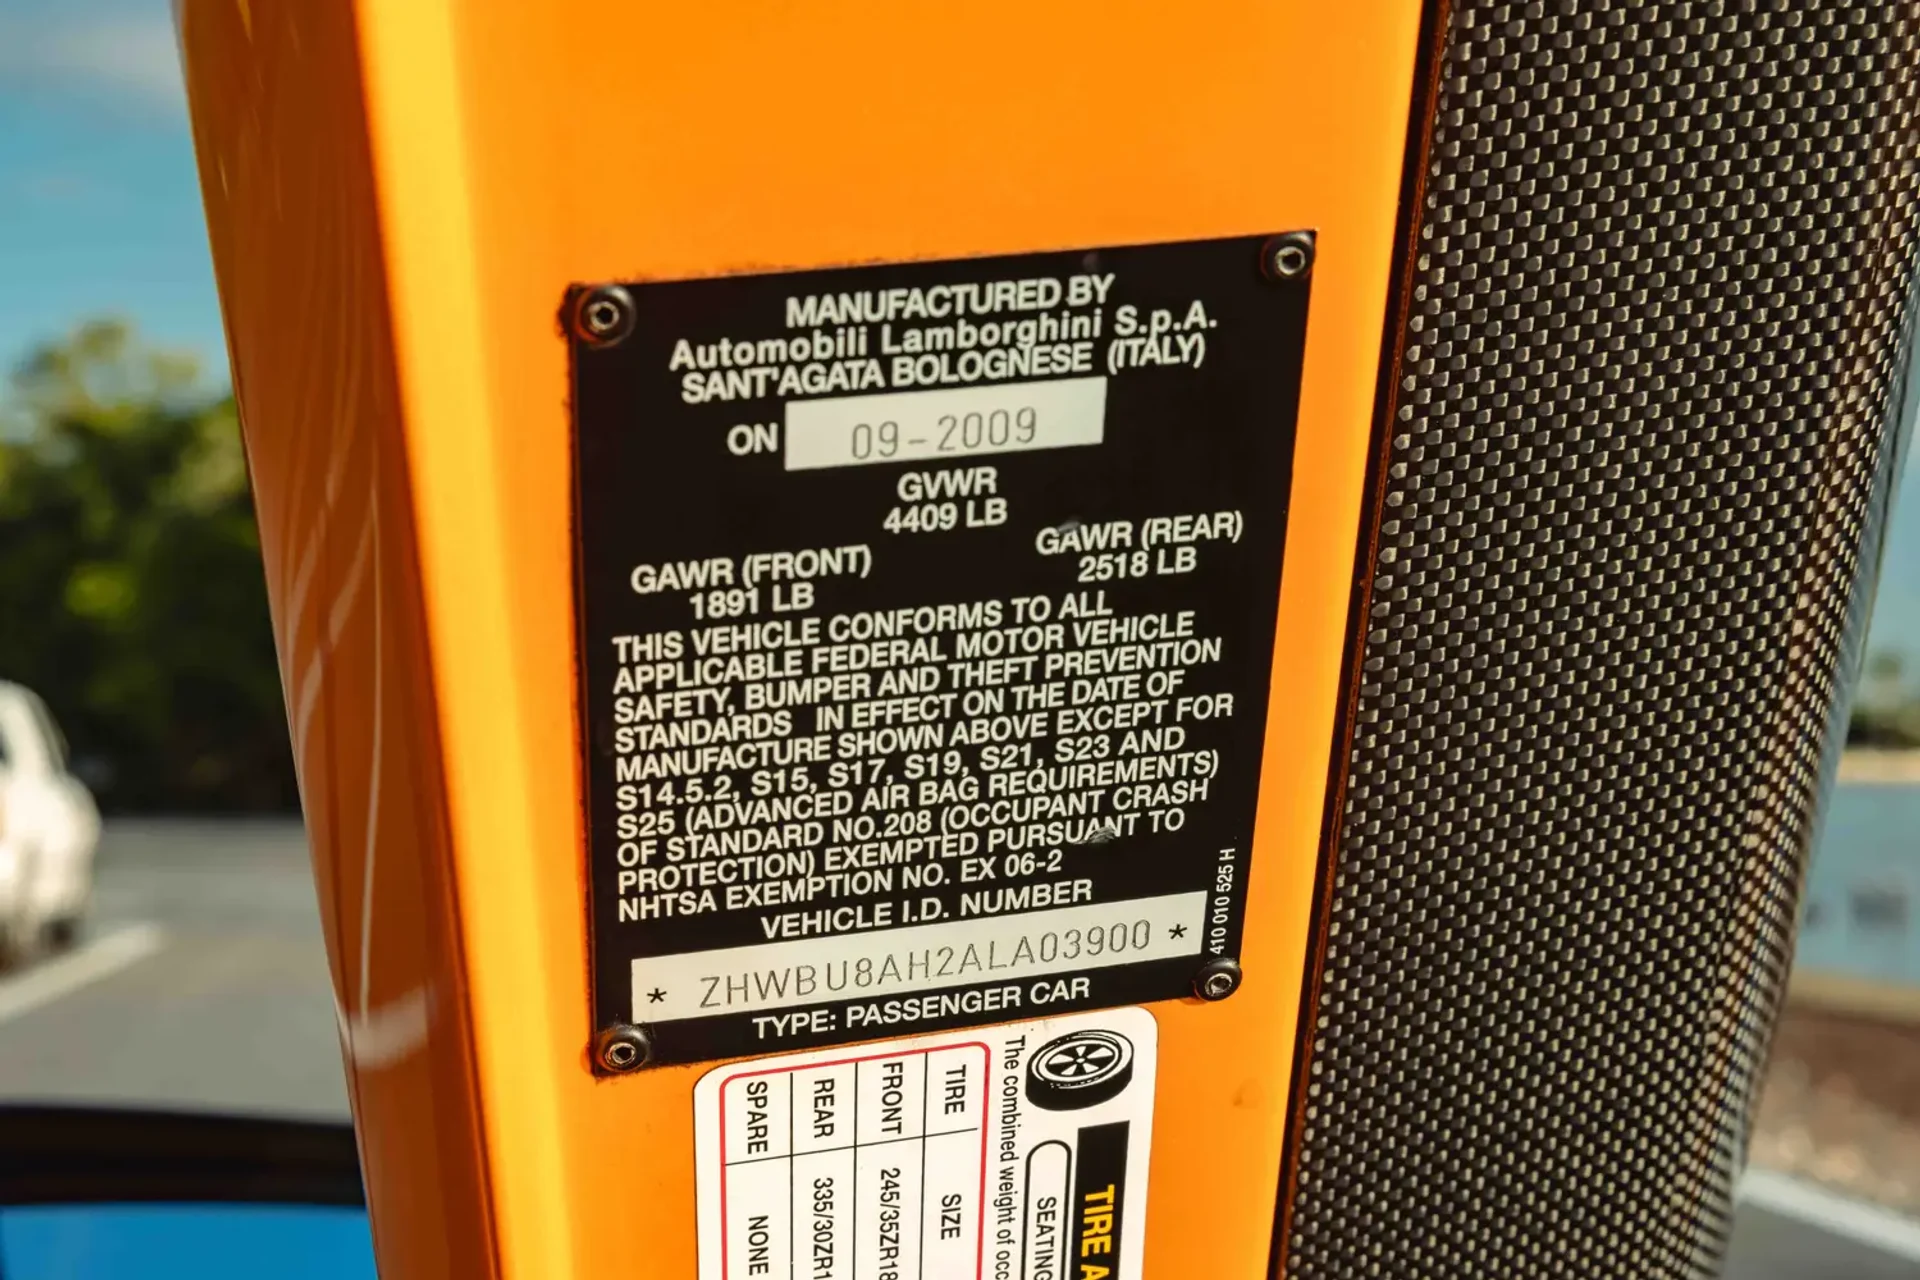 MANUFACTURED BY
Automobili Lamborghini S.p.A.
SANT'AGATA BOLOGNESE (ITALY)
ON 09-2009
GVWR
4409 LB
GAWR (FRONT) GAWR (REAR)
1891 LB 2518 LB
THIS VEHICLE CONFORMS TO ALL
APPLICABLE FEDERAL MOTOR VEHICLE
SAFETY, BUMPER AND THEFT PREVENTION
STANDARDS IN EFFECT ON THE DATE OF
MANUFACTURE SHOWN ABOVE EXCEPT FOR
S14.5.2, S15, S17, S19, S21, S23 AND
S25 (ADVANCED AIR BAG REQUIREMENTS)
OF STANDARD NO.208 (OCCUPANT CRASH
PROTECTION) EXEMPTED PURSUANT TO
NHTSA EXEMPTION NO. EX 06-2
VEHICLE I.D. NUMBER
* ZHWBU8AH2ALA03900 *
TYPE: PASSENGER CAR
410 010 525 H
TIRE
SEATING
The combined weight of
TIRE SIZE
FRONT 245/35ZR18
REAR 335/30ZR1
SPARE NONE